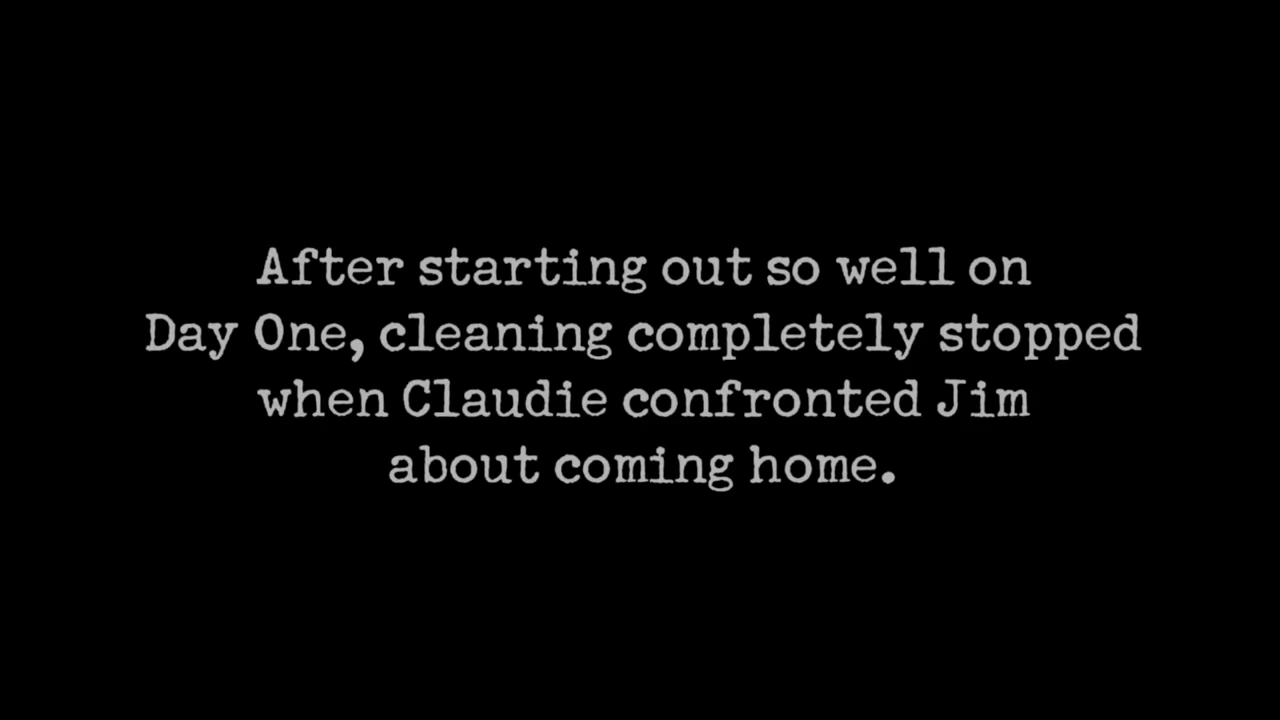 After starting out so well on
Day One, cleaning completely stopped
when Claudie confronted Jim
about coming home.